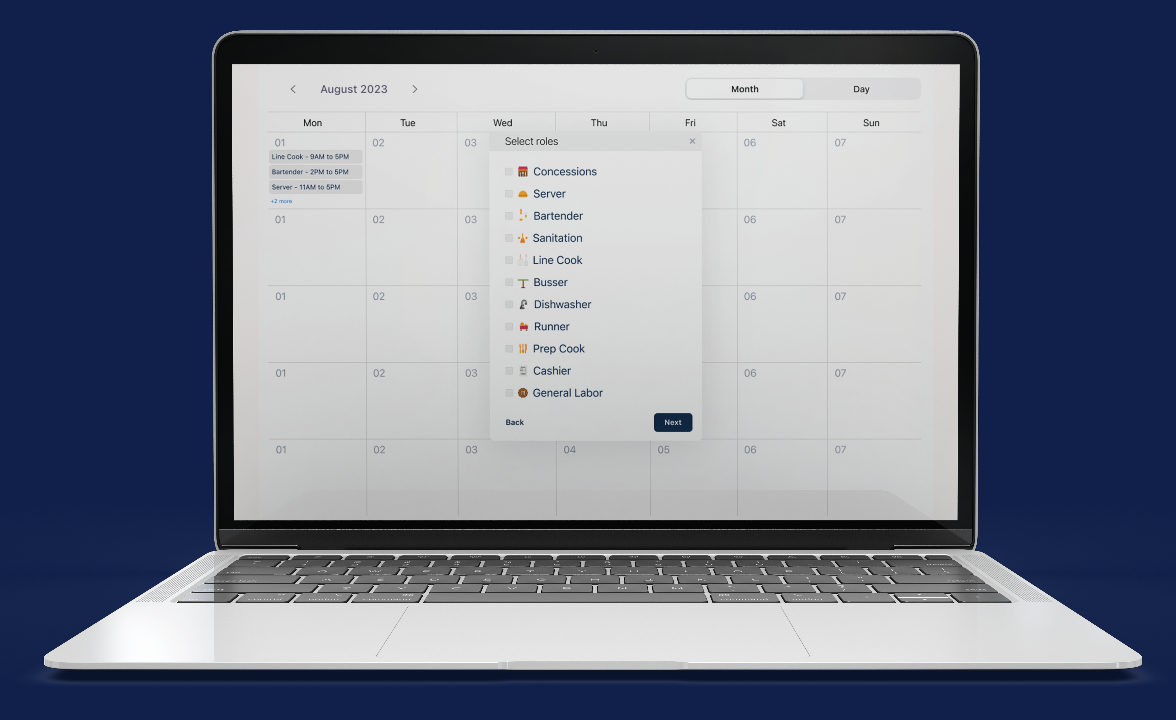 August 2023
Month Day
Mon Tue Wed Thu Fri Sat Sun
Select roles
01 02 03 06 07
Line Cook - 9AM to 5PM
Bartender - 2PM to 5PM
Server - 11AM to 5PM
+2 more
Concessions
Server
Bartender
Sanitation
Line Cook
Busser
Dishwasher
Runner
Prep Cook
Cashier
General Labor
Back Next
01 02 03 06 07
01 02 03 06 07
01 02 03 06 07
01 02 03 04 05 06 07